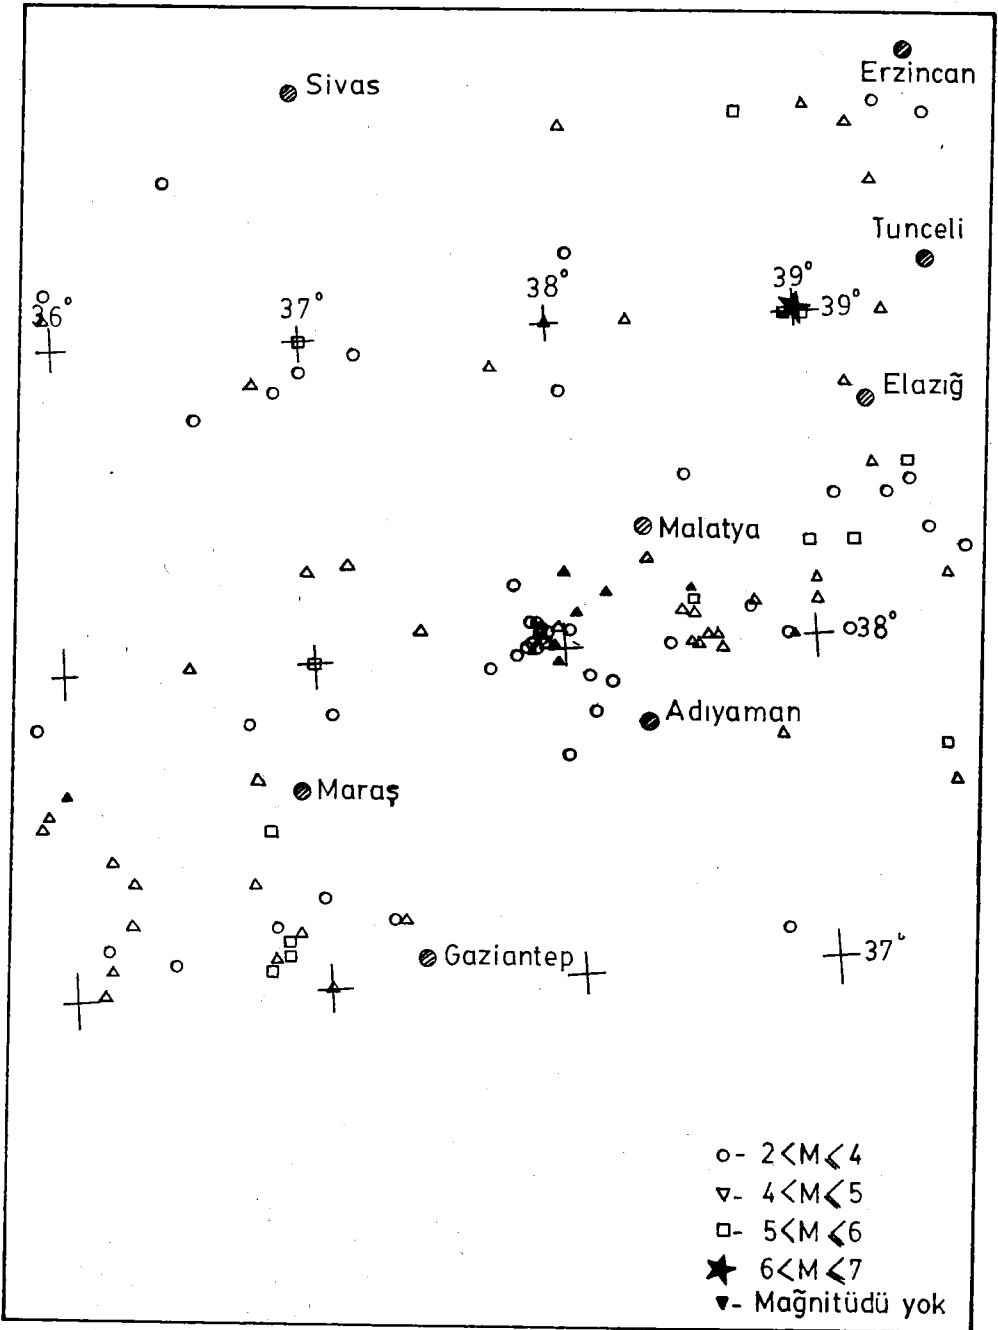 Erzincan
Sivas
Tunceli
39°
38°
39°
37°
36°
Elazığ
Malatya
38°
Adıyaman
Maraş
37°
Gaziantep
○- 2<M⩽4
▽- 4<M⩽5
□- 5<M⩽6
★ 6<M⩽7
▼- Mağnitüdü yok